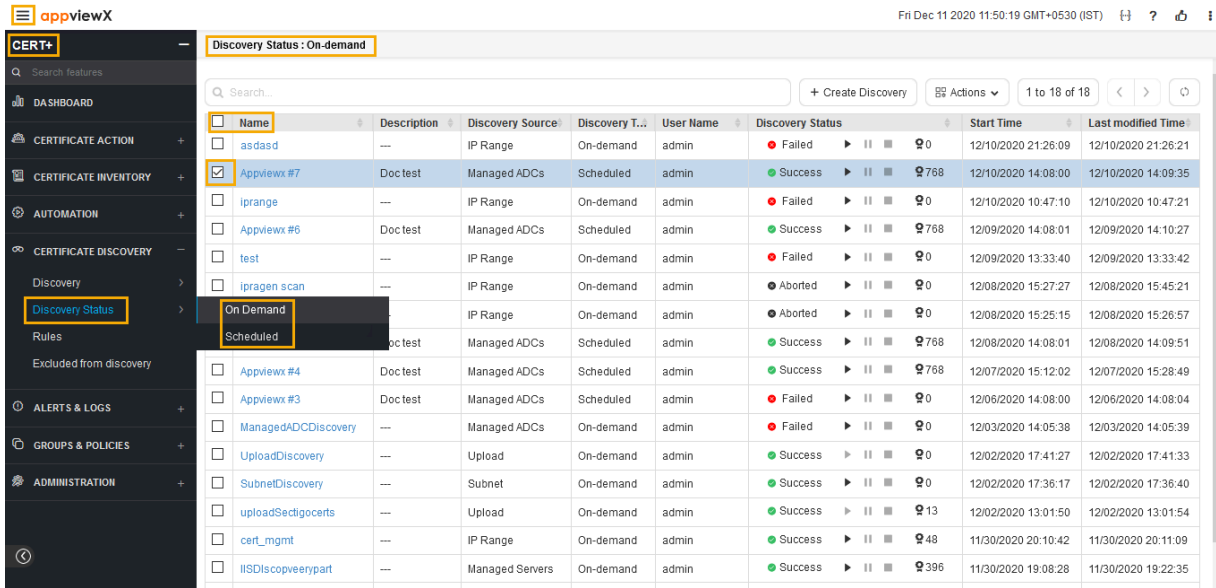 appviewX
Fri Dec 11 2020 11:50:19 GMT+0530 (IST) ?
CERT+
Discovery Status : On-demand
Search features
Search...
+ Create Discovery
Actions
1 to 18 of 18
DASHBOARD
CERTIFICATE ACTION +
CERTIFICATE INVENTORY +
AUTOMATION +
CERTIFICATE DISCOVERY
Discovery
Discovery Status
Rules
Excluded from discovery
ALERTS & LOGS +
GROUPS & POLICIES +
ADMINISTRATION +
On Demand
Scheduled
Name Description Discovery Source Discovery T... User Name Discovery Status Start Time Last modified Time
asdasd --- IP Range On-demand admin Failed 0 12/10/2020 21:26:09 12/10/2020 21:26:21
Appviewx #7 Doc test Managed ADCs Scheduled admin Success 768 12/10/2020 14:08:00 12/10/2020 14:09:35
iprange --- IP Range On-demand admin Failed 0 12/10/2020 10:47:10 12/10/2020 10:47:21
Appviewx #6 Doc test Managed ADCs Scheduled admin Success 768 12/09/2020 14:08:01 12/09/2020 14:10:27
test --- IP Range On-demand admin Failed 0 12/09/2020 13:33:40 12/09/2020 13:33:42
ipragen scan --- IP Range On-demand admin Aborted 0 12/08/2020 15:27:27 12/08/2020 15:45:21
IP Range On-demand admin Aborted 0 12/08/2020 15:25:15 12/08/2020 15:26:57
oc test Managed ADCs Scheduled admin Success 768 12/08/2020 14:08:01 12/08/2020 14:09:51
Appviewx #4 Doc test Managed ADCs Scheduled admin Success 768 12/07/2020 15:12:02 12/07/2020 15:28:49
Appviewx #3 Doc test Managed ADCs Scheduled admin Failed 0 12/06/2020 14:08:00 12/06/2020 14:08:04
ManagedADCDiscovery --- Managed ADCs On-demand admin Failed 0 12/03/2020 14:05:38 12/03/2020 14:05:39
UploadDiscovery --- Upload On-demand admin Success 0 12/02/2020 17:41:27 12/02/2020 17:41:33
SubnetDiscovery --- Subnet On-demand admin Success 0 12/02/2020 17:36:17 12/02/2020 17:36:40
uploadSectigocerts --- Upload On-demand admin Success 13 12/02/2020 13:01:50 12/02/2020 13:01:54
cert_mgmt --- IP Range On-demand admin Success 48 11/30/2020 20:10:42 11/30/2020 20:11:09
IISDIscopveerypart --- Managed Servers On-demand admin Success 396 11/30/2020 19:08:28 11/30/2020 19:22:35